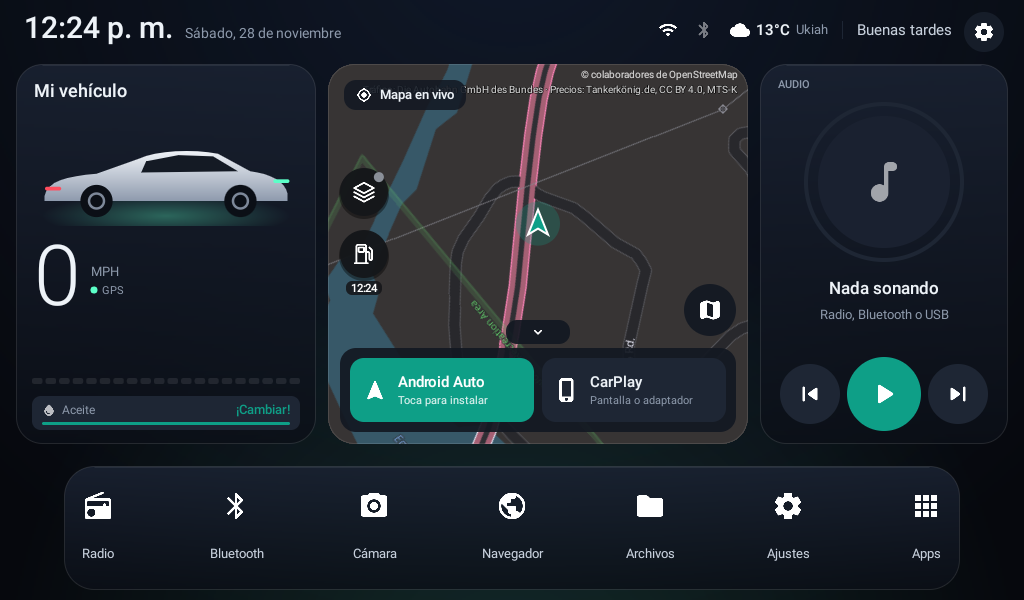 12:24 p. m. Sábado, 28 de noviembre
13°C Ukiah Buenas tardes
Mi vehículo
0
MPH
GPS
Aceite ¡Cambiar!
© colaboradores de OpenStreetMap
Mapa en vivo
mbH des Bundes Precios: Tankerkönig.de, CC BY 4.0, MTS-K
12:24
Android Auto
Toca para instalar
CarPlay
Pantalla o adaptador
AUDIO
Nada sonando
Radio, Bluetooth o USB
Radio Bluetooth Cámara Navegador Archivos Ajustes Apps